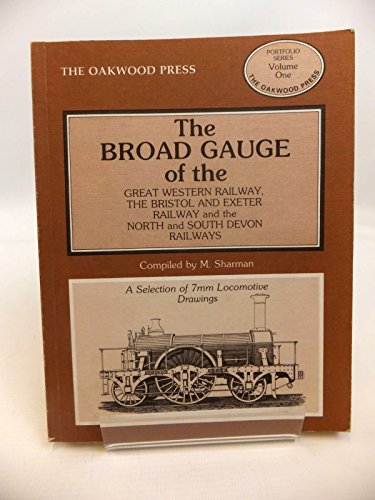 THE OAKWOOD PRESS
PORTFOLIO
SERIES
Volume
One
THE OAKWOOD PRESS
The
BROAD GAUGE
of the
GREAT WESTERN RAILWAY,
THE BRISTOL AND EXETER
RAILWAY and the
NORTH and SOUTH DEVON
RAILWAYS
Compiled by M. Sharman
A Selection of 7mm Locomotive
Drawings